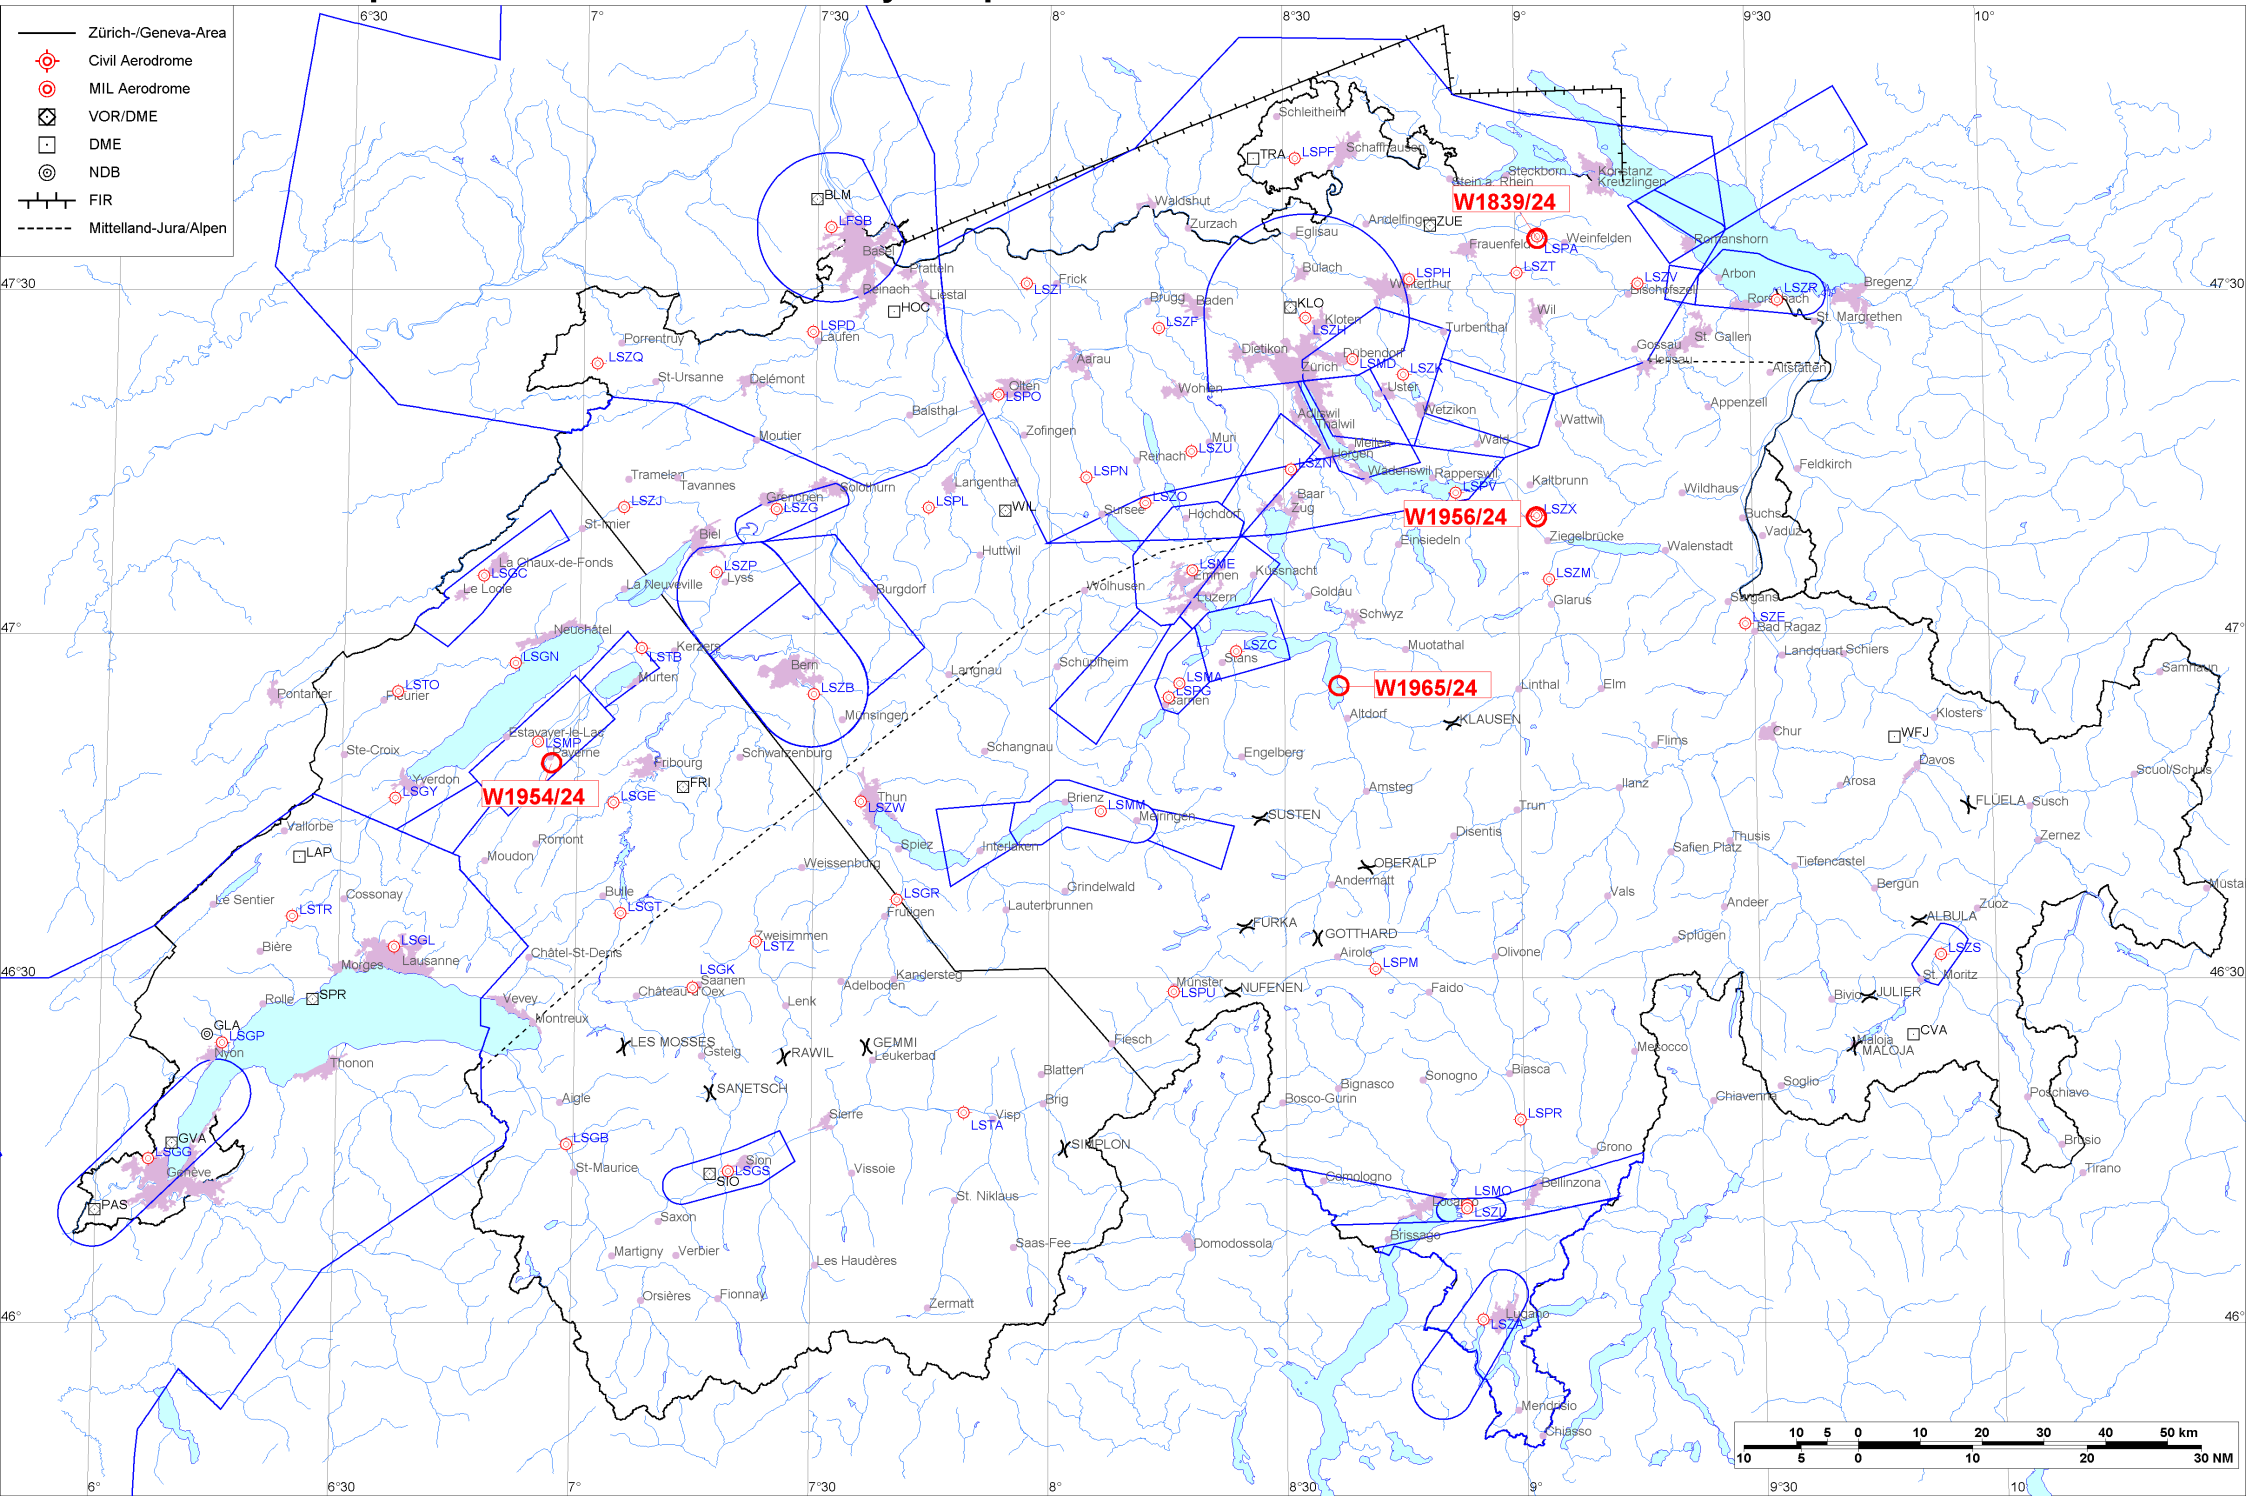 6°30
7°
7°30
8°
8°30
9°
9°30
10°
Zürich-/Geneva-Area
Civil Aerodrome
MIL Aerodrome
VOR/DME
DME
NDB
FIR
Mittelland-Jura/Alpen
Schleitheim
TRA
LSPF
Schaffhausen
Steckborn
Stein a. Rhein
Konstanz
Kreuzlingen
BLM
LFSB
Basel
Waldshut
Zurzach
Eglisau
Andelfingen
ZUE
W1839/24
LSPA
Weinfelden
Romanshorn
Frauenfeld
Pratteln
Reinach
Liestal
HOC
LSZI
Frick
Bülach
LSPH
Winterthur
LSZT
LSZV
Bischofszell
Arbon
LSZR
Rorschach
Bregenz
St. Margrethen
47°30
47°30
Brugg
Baden
KLO
Kloten
LSZH
LSZF
Turbenthal
Wil
St. Gallen
Gossau
Herisau
Altstätten
LSPD
Laufen
Porrentruy
LSZQ
St-Ursanne
Delémont
Aarau
Olten
LSPO
Balsthal
Zofingen
Wohlen
Dietikon
Zürich
Dübendorf
LSMD
LSZK
Uster
Wetzikon
Appenzell
Wattwil
Adliswil
Thalwil
Moutier
Muri
LSZU
Reinach
Meilen
Horgen
Wald
LSZN
Wädenswil
Rapperswil
LSPV
Kaltbrunn
Feldkirch
Wildhaus
Tramelan
Tavannes
LSZJ
St-Imier
Grenchen
LSZG
Solothurn
LSPL
Langenthal
WIL
LSPN
LSZO
Sursee
Hochdorf
Baar
Zug
W1956/24
LSZX
Buchs
Vaduz
Biel
Ziegelbrücke
Walenstadt
Einsiedeln
La Chaux-de-Fonds
LSGC
Le Locle
LSZP
Lyss
La Neuveville
Huttwil
Burgdorf
Wolhusen
LSME
Emmen
Luzern
Küssnacht
Goldau
Schwyz
LSZM
Glarus
Sargans
LSZE
Bad Ragaz
47°
47°
Neuchâtel
LSGN
LSTB
Kerzers
Murten
Bern
LSZB
Langnau
Schüpfheim
LSZC
Stans
LSMA
LSPG
Sarnen
Muotathal
Landquart
Schiers
Samnaun
W1965/24
Linthal
Elm
Altdorf
KLAUSEN
Klosters
LSTO
Fleurier
Pontarlier
Münsingen
Ste-Croix
Estavayer-le-Lac
LSMP
Payerne
W1954/24
Schwarzenburg
Schangnau
Engelberg
Flims
Chur
WFJ
Davos
Scuol/Schuls
Fribourg
FRI
Yverdon
LSGY
LSGE
Thun
LSZW
Brienz
LSMM
Meiringen
SUSTEN
Amsteg
Ilanz
Arosa
FLÜELA
Susch
Trun
Vallorbe
LAP
Romont
Moudon
Spiez
Interlaken
Disentis
Thusis
Safien Platz
Zernez
Weissenburg
Grindelwald
OBERALP
Andermatt
Tiefencastel
Bergun
Müsta
Cossonay
Le Sentier
LSTR
Bulle
LSGT
LSGR
Frutigen
Lauterbrunnen
Vals
Andeer
Zuoz
ALBULA
FURKA
GOTTHARD
Bière
LSGL
Lausanne
Morges
Zweisimmen
LSTZ
Châtel-St-Denis
Airolo
LSPM
Olivone
Splügen
LSZS
St. Moritz
46°30
46°30
LSGK
Saanen
Château-d'Oex
Adelboden
Kandersteg
Münster
LSPU
NUFENEN
Faido
Bivio
JULIER
Rolle
SPR
Vevey
Montreux
Lenk
GLA
LSGP
Nyon
LES MOSSES
Gsteig
RAWIL
GEMMI
Leukerbad
Fiesch
Mesocco
CVA
Maloja
MALOJA
Thonon
Blatten
Brig
SANETSCH
Aigle
Bignasco
Sonogno
Biasca
Soglio
Chiavenna
Poschiavo
Bosco-Gurin
Sierre
LSTA
Visp
LSPR
GVA
LSGG
Genève
LSGB
St-Maurice
Sion
LSGS
SIO
Vissoie
SIMPLON
Grono
Brusio
Tirano
Comologno
St. Niklaus
LSMO
LSZL
Locarno
Bellinzona
PAS
Saxon
Brissago
Martigny
Verbier
Saas-Fee
Les Haudères
Domodossola
Orsières
Fionnay
Zermatt
46°
46°
Lugano
LSZA
Mendrisio
Chiasso
10 5 0 10 20 30 40 50 km
10 5 0 10 20 30 NM
6°
6°30
7°
7°30
8°
8°30
9°
9°30
10°